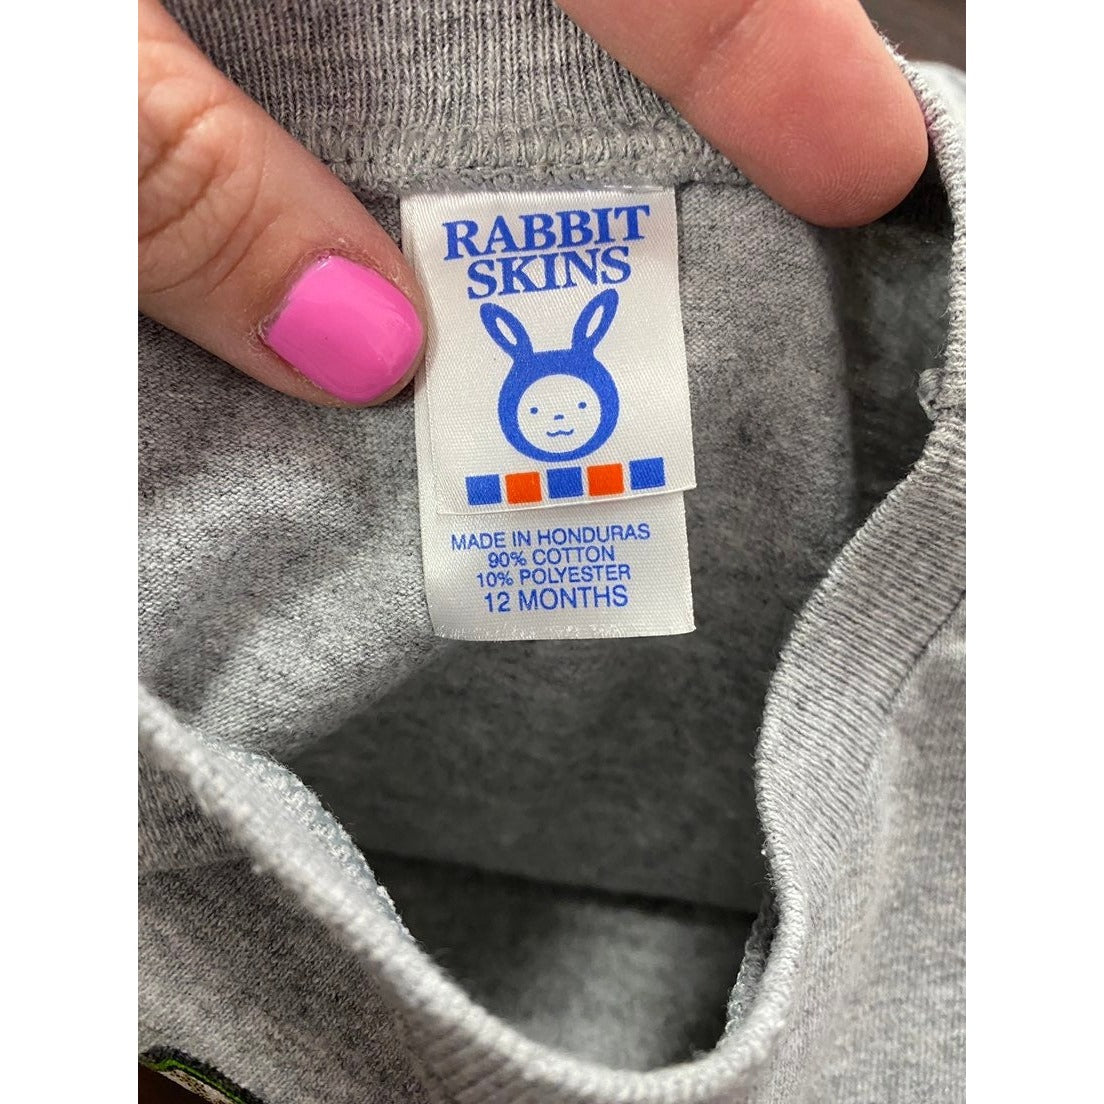 RABBIT
SKINS
MADE IN HONDURAS
90% COTTON
10% POLYESTER
12 MONTHS